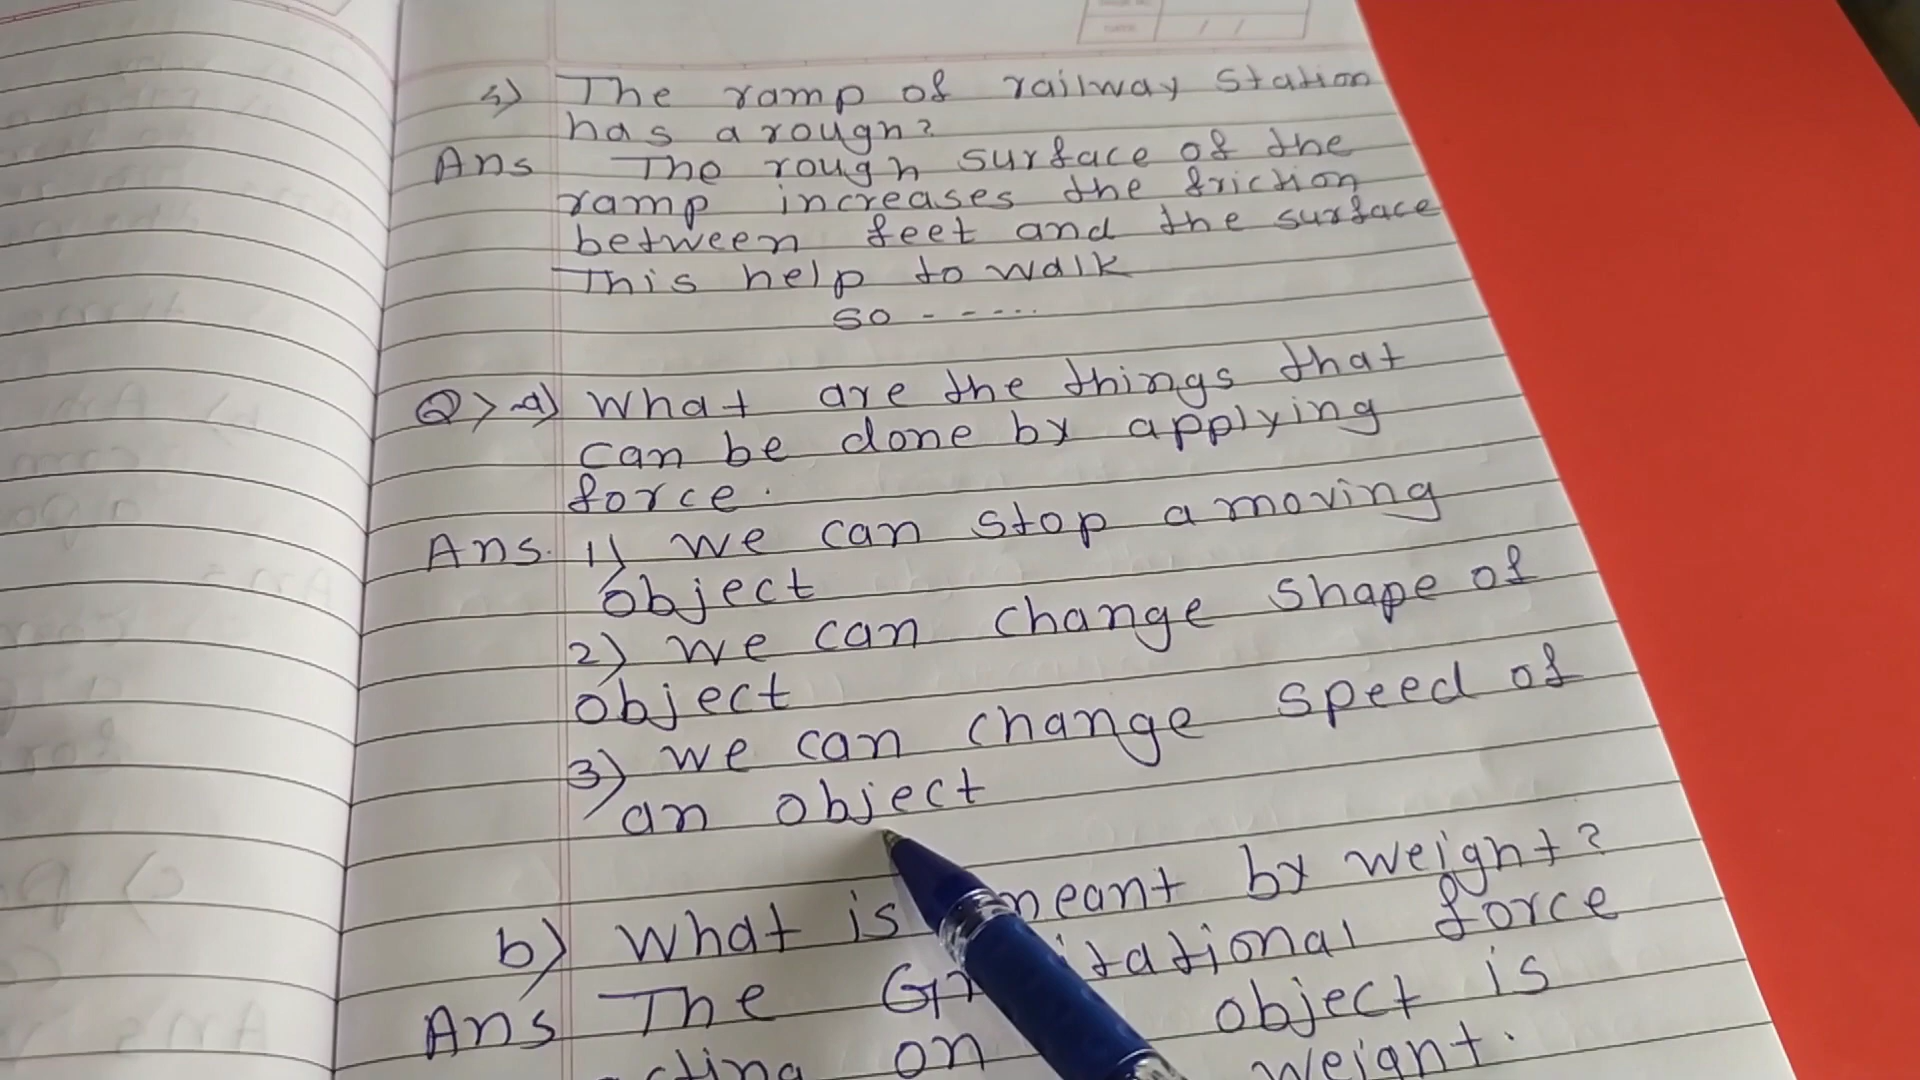 5) The ramp of railway station
has a rough?
Ans The rough surface of the
ramp increases the friction
between feet and the surface
This help to walk
so - - - ...
Q> a) What are the things that
can be done by applying
force.
Ans. 1) we can stop a moving
object
2) we can change shape of
object
3) we can change speed of
an object
b) What is meant by weight?
Ans The force
on object is
weight.